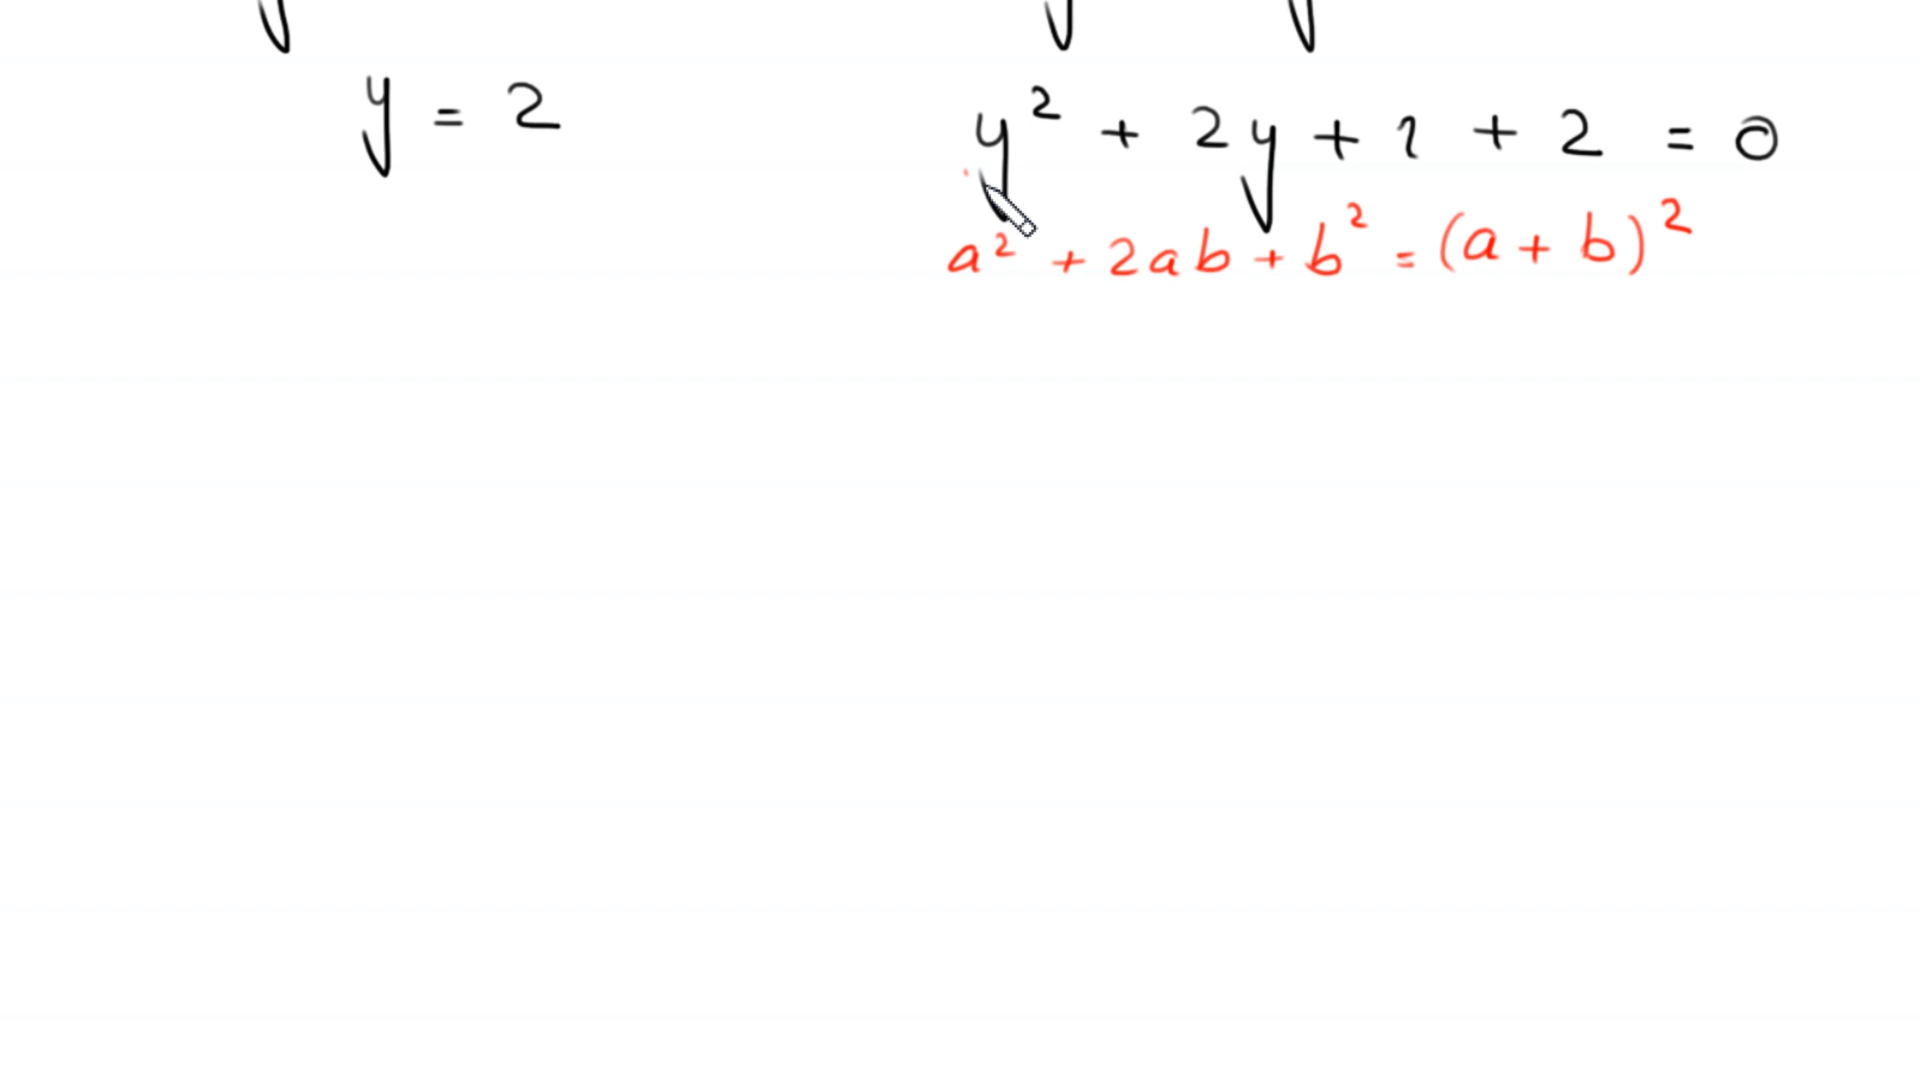 y = 2
y² + 2y + 1 + 2 = 0
a² + 2ab + b² = (a + b)²